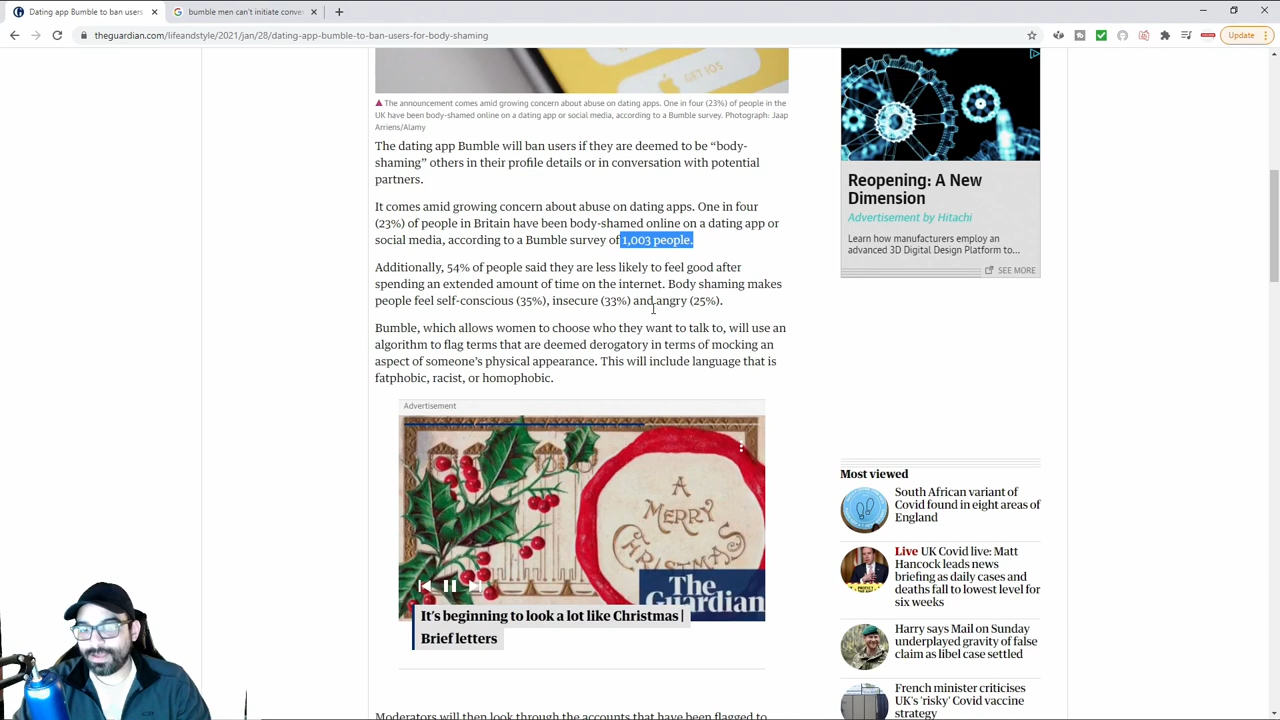 Dating app Bumble to ban users
bumble men can't initiate conve
theguardian.com/lifeandstyle/2021/jan/28/dating-app-bumble-to-ban-users-for-body-shaming
Update
GET IOS
The announcement comes amid growing concern about abuse on dating apps. One in four (23%) of people in the
UK have been body-shamed online on a dating app or social media, according to a Bumble survey. Photograph: Jaap
Arriens/Alamy
The dating app Bumble will ban users if they are deemed to be “body-
shaming” others in their profile details or in conversation with potential
partners.
It comes amid growing concern about abuse on dating apps. One in four
(23%) of people in Britain have been body-shamed online on a dating app or
social media, according to a Bumble survey of 1,003 people.
Additionally, 54% of people said they are less likely to feel good after
spending an extended amount of time on the internet. Body shaming makes
people feel self-conscious (35%), insecure (33%) and angry (25%).
Bumble, which allows women to choose who they want to talk to, will use an
algorithm to flag terms that are deemed derogatory in terms of mocking an
aspect of someone’s physical appearance. This will include language that is
fatphobic, racist, or homophobic.
Advertisement
A
MERRY
CHRISTMAS
The
Guardian
It’s beginning to look a lot like Christmas |
Brief letters
Moderators will then look through the accounts that have been flagged to
Reopening: A New
Dimension
Advertisement by Hitachi
Learn how manufacturers employ an
advanced 3D Digital Design Platform to...
SEE MORE
Most viewed
South African variant of
Covid found in eight areas of
England
Live UK Covid live: Matt
Hancock leads news
briefing as daily cases and
deaths fall to lowest level for
six weeks
Harry says Mail on Sunday
underplayed gravity of false
claim as libel case settled
French minister criticises
UK's 'risky' Covid vaccine
strategy